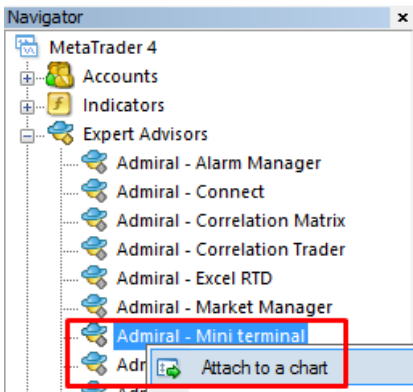 Navigator
MetaTrader 4
Accounts
Indicators
Expert Advisors
Admiral - Alarm Manager
Admiral - Connect
Admiral - Correlation Matrix
Admiral - Correlation Trader
Admiral - Excel RTD
Admiral - Market Manager
Admiral - Mini terminal
Attach to a chart